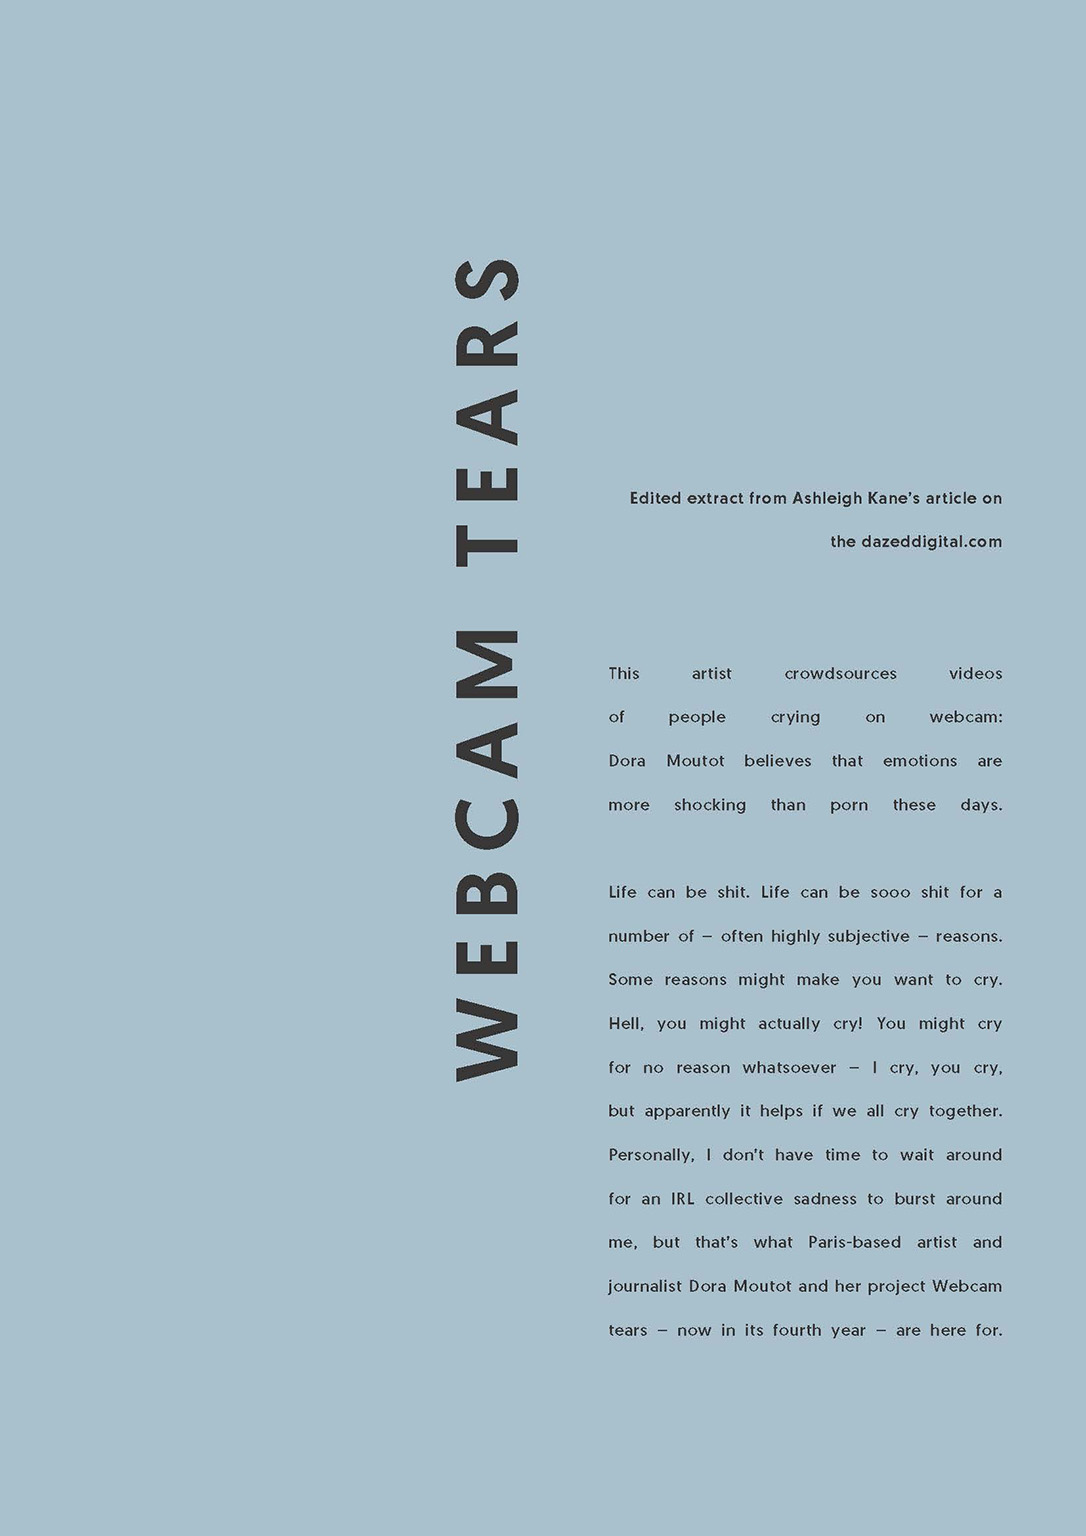 WEBCAM TEARS
Edited extract from Ashleigh Kane's article on
the dazeddigital.com
This artist crowdsources videos
of people crying on webcam:
Dora Moutot believes that emotions are
more shocking than porn these days.
Life can be shit. Life can be sooo shit for a
number of – often highly subjective – reasons.
Some reasons might make you want to cry.
Hell, you might actually cry! You might cry
for no reason whatsoever – I cry, you cry,
but apparently it helps if we all cry together.
Personally, I don't have time to wait around
for an IRL collective sadness to burst around
me, but that's what Paris-based artist and
journalist Dora Moutot and her project Webcam
tears – now in its fourth year – are here for.